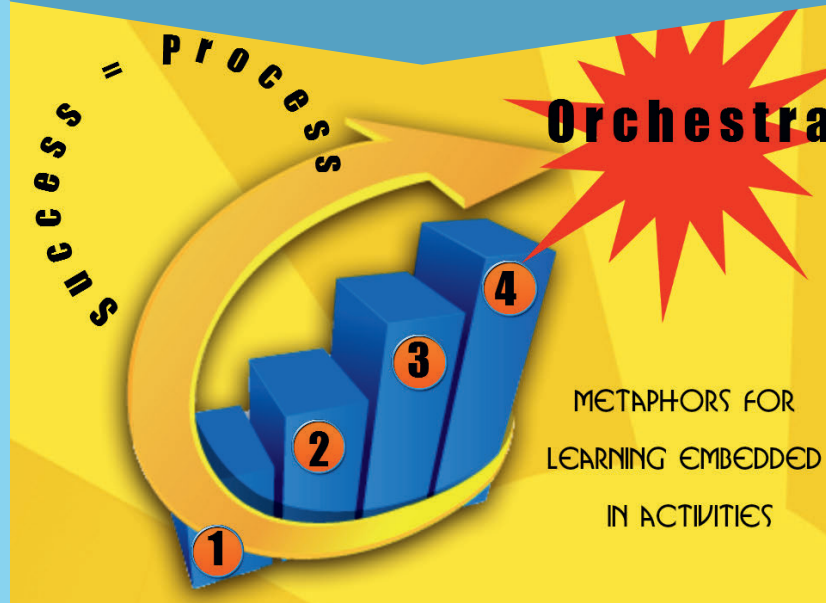 success = process
Orchestra
4
3
2
1
METAPHORS FOR
LEARNING EMBEDDED
IN ACTIVITIES